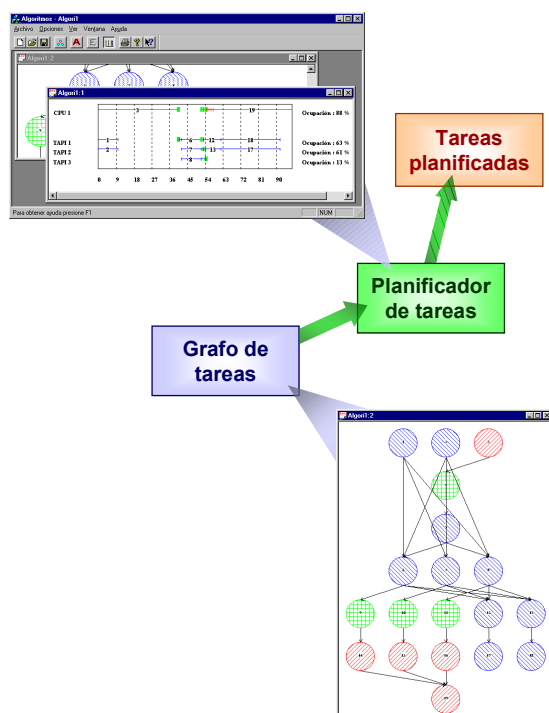 Algoritmos - Algori1
Archivo Opciones Ver Ventana Ayuda
Algori1:2
Algori1:1
CPU 1 3 19 Ocupación : 88 %
TAPI 1 1 6 12 18 Ocupación : 63 %
TAPI 2 2 7 13 17 Ocupación : 61 %
TAPI 3 8 Ocupación : 13 %
0 9 18 27 36 45 54 63 72 81 90
Para obtener ayuda presione F1 NUM
Tareas
planificadas
Planificador
de tareas
Grafo de
tareas
Algori1:2